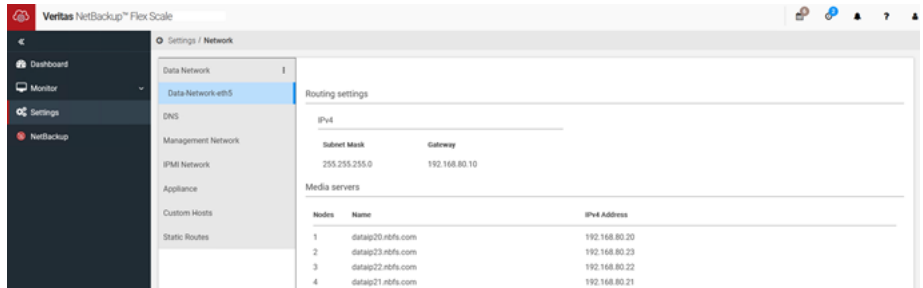 Veritas NetBackup™ Flex Scale
Settings / Network
Dashboard
Monitor
Settings
NetBackup
Data Network
Data-Network-eth5
DNS
Management Network
IPMI Network
Appliance
Custom Hosts
Static Routes
Routing settings
IPv4
Subnet Mask Gateway
255.255.255.0 192.168.80.10
Media servers
Nodes Name IPv4 Address
1 dataip20.nbfs.com 192.168.80.20
2 dataip23.nbfs.com 192.168.80.23
3 dataip22.nbfs.com 192.168.80.22
4 dataip21.nbfs.com 192.168.80.21